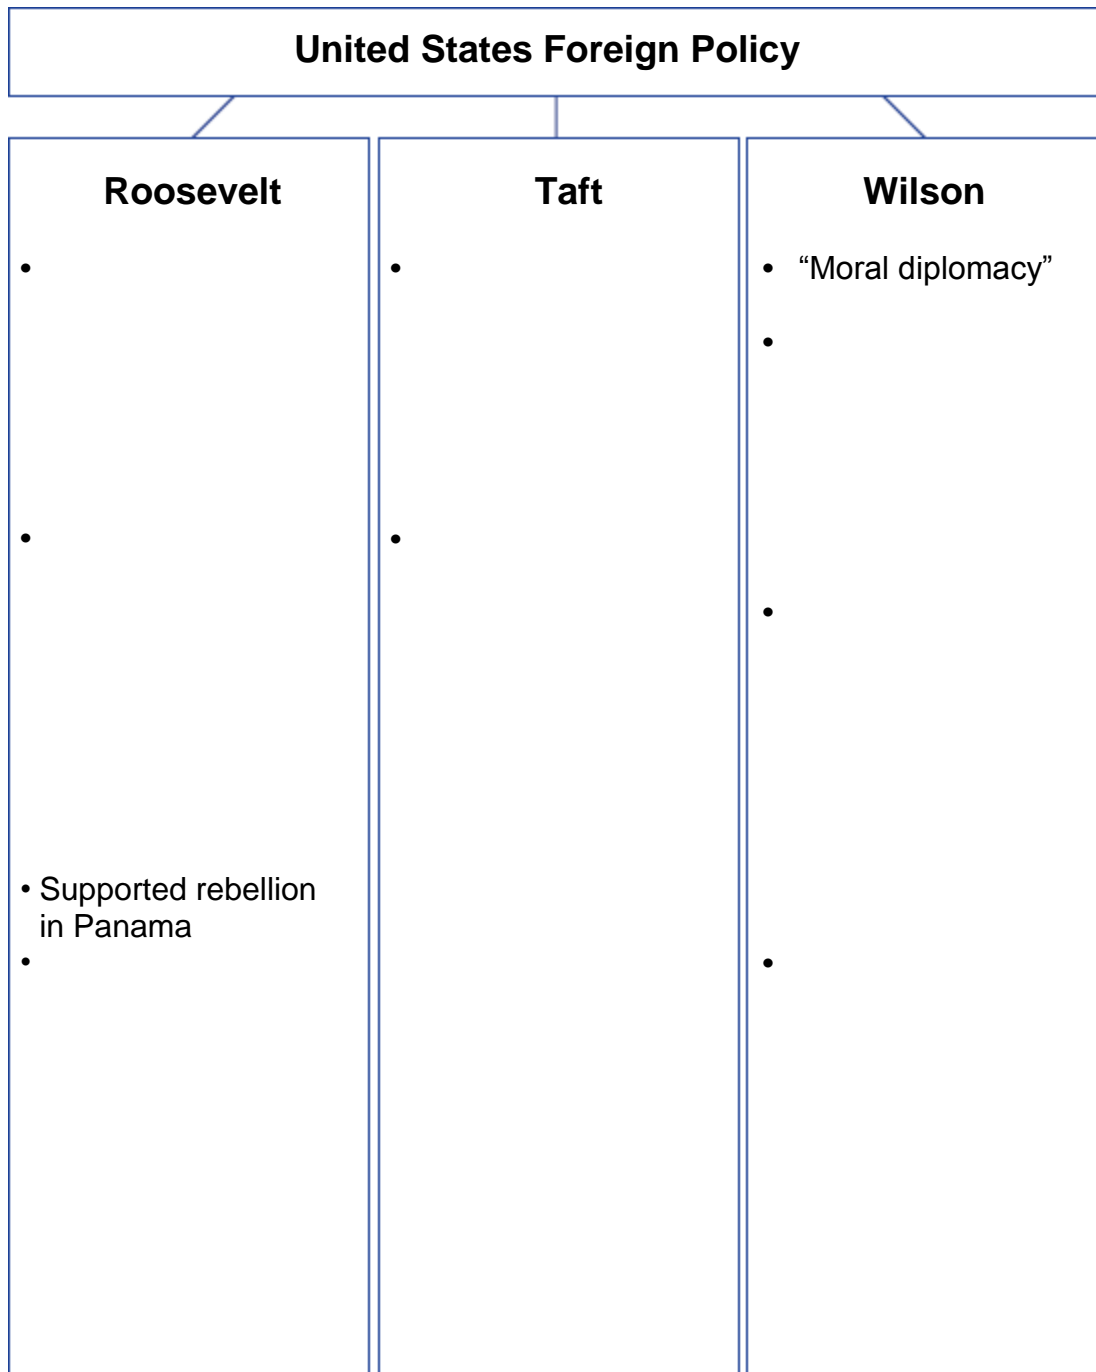 United States Foreign Policy
Roosevelt
•
•
• Supported rebellion
in Panama
•
Taft
•
•
Wilson
• “Moral diplomacy”
•
•
•